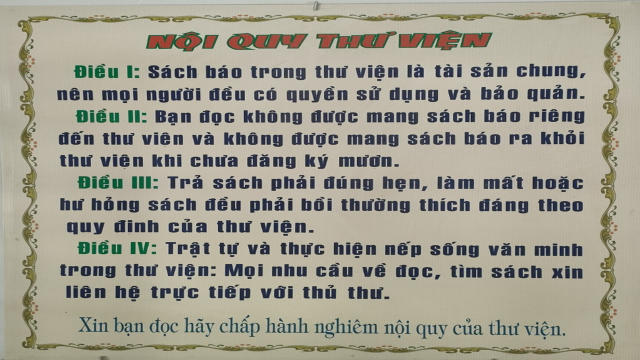 NỘI QUY THƯ VIỆN
Điều I: Sách báo trong thư viện là tài sản chung,
nên mọi người đều có quyền sử dụng và bảo quản.
Điều II: Bạn đọc không được mang sách báo riêng
đến thư viên và không được mang sách báo ra khỏi
thư viện khi chưa đăng ký mươn.
Điều III: Trả sách phải đúng hẹn, làm mất hoặc
hư hỏng sách đều phải bồi thường thích đáng theo
quy đinh của thư viện.
Điều IV: Trật tự và thực hiện nếp sống văn minh
trong thư viện: Mọi nhu cầu về đọc, tìm sách xin
liên hệ trực tiếp với thủ thư.
Xin bạn đọc hãy chấp hành nghiêm nội quy của thư viện.